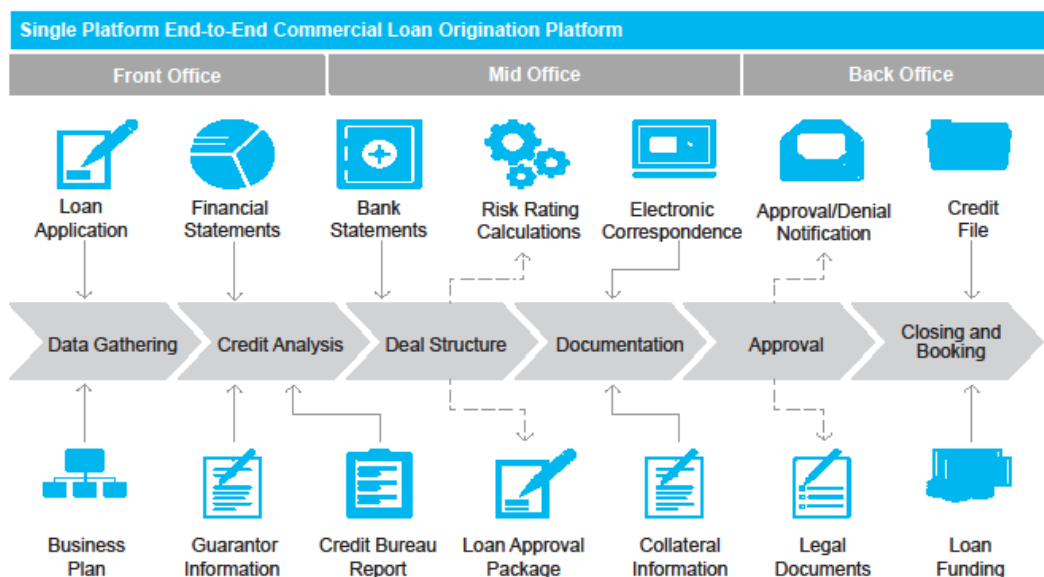 Single Platform End-to-End Commercial Loan Origination Platform
Front Office
Mid Office
Back Office
Loan
Application
Financial
Statements
Bank
Statements
Risk Rating
Calculations
Electronic
Correspondence
Approval/Denial
Notification
Credit
File
Data Gathering
Credit Analysis
Deal Structure
Documentation
Approval
Closing and
Booking
Business
Plan
Guarantor
Information
Credit Bureau
Report
Loan Approval
Package
Collateral
Information
Legal
Documents
Loan
Funding